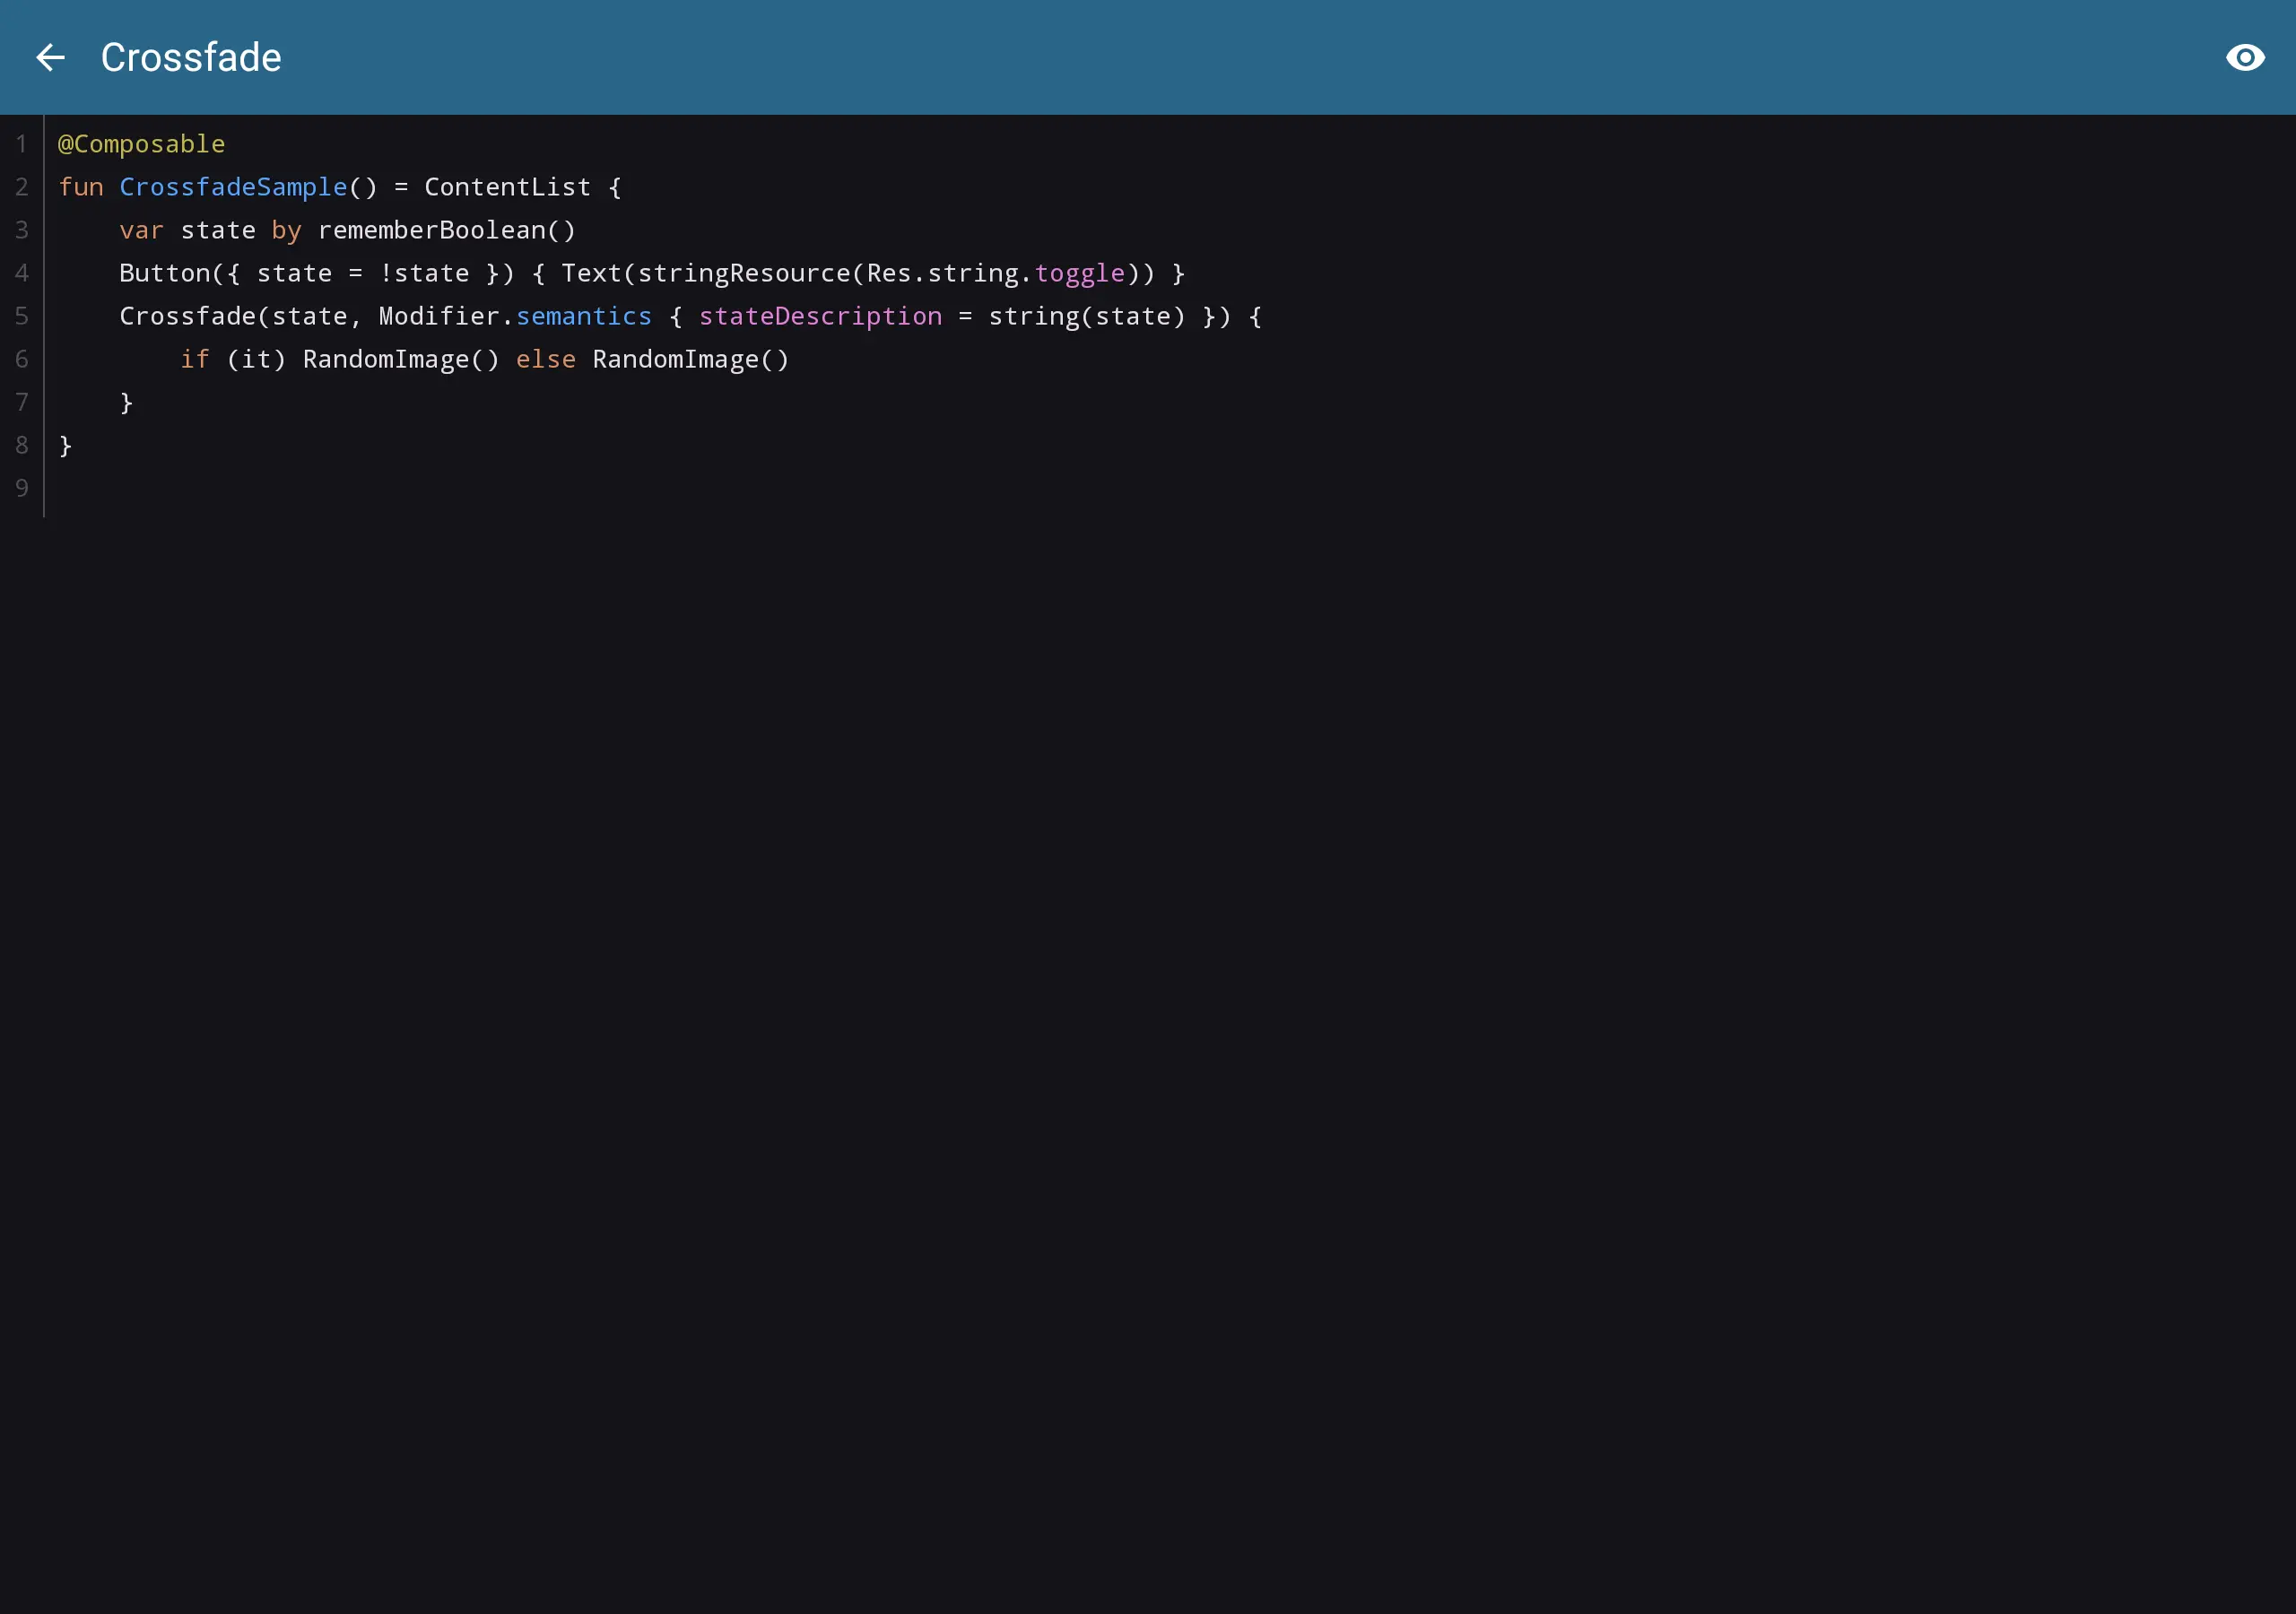 Crossfade
1 @Composable
2 fun CrossfadeSample() = ContentList {
3     var state by rememberBoolean()
4     Button({ state = !state }) { Text(stringResource(Res.string.toggle)) }
5     Crossfade(state, Modifier.semantics { stateDescription = string(state) }) {
6         if (it) RandomImage() else RandomImage()
7     }
8 }
9